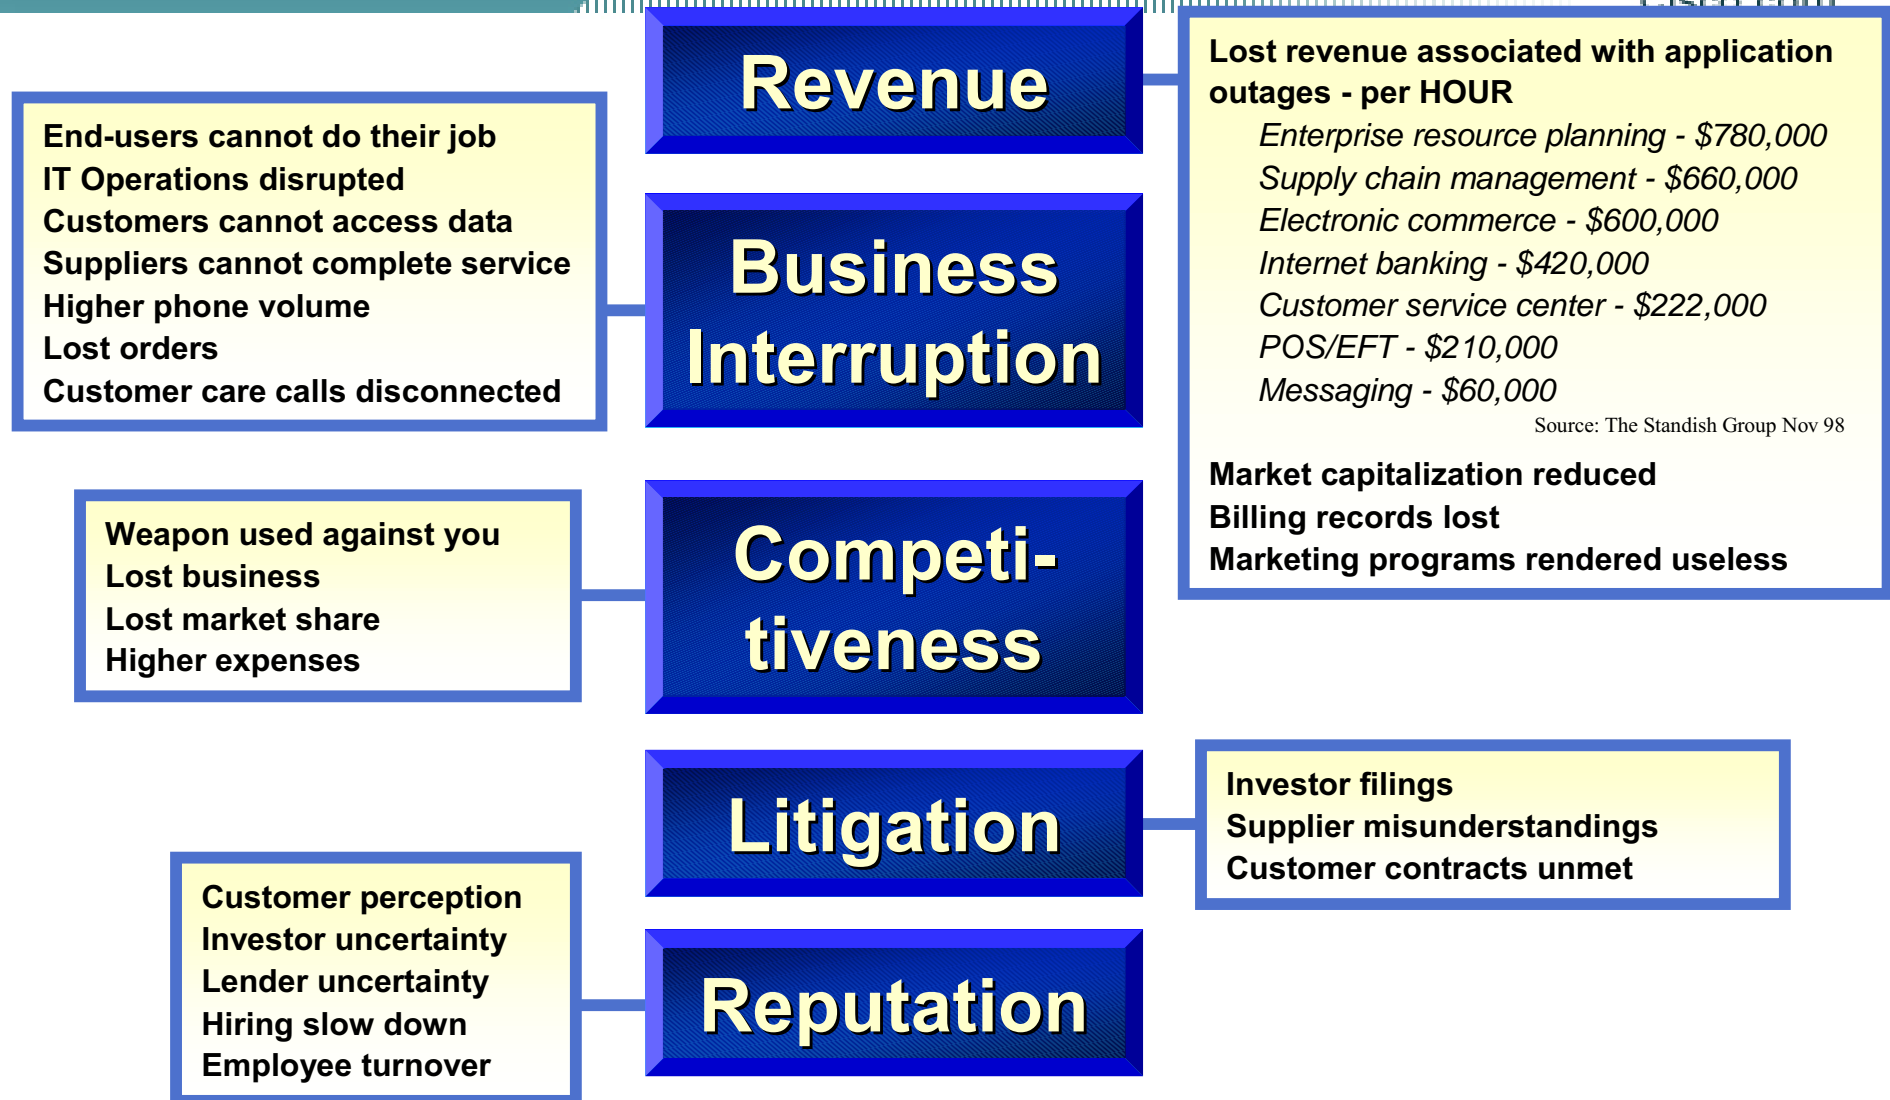 Revenue
Lost revenue associated with application
outages - per HOUR
Enterprise resource planning - $780,000
Supply chain management - $660,000
Electronic commerce - $600,000
Internet banking - $420,000
Customer service center - $222,000
POS/EFT - $210,000
Messaging - $60,000
Source: The Standish Group Nov 98
Market capitalization reduced
Billing records lost
Marketing programs rendered useless
End-users cannot do their job
IT Operations disrupted
Customers cannot access data
Suppliers cannot complete service
Higher phone volume
Lost orders
Customer care calls disconnected
Business
Interruption
Weapon used against you
Lost business
Lost market share
Higher expenses
Competi-
tiveness
Litigation
Investor filings
Supplier misunderstandings
Customer contracts unmet
Customer perception
Investor uncertainty
Lender uncertainty
Hiring slow down
Employee turnover
Reputation